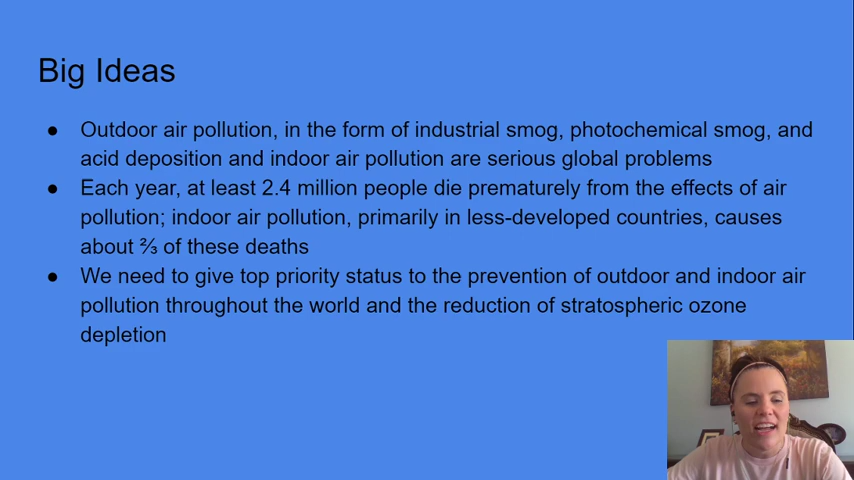 Big Ideas
● Outdoor air pollution, in the form of industrial smog, photochemical smog, and
acid deposition and indoor air pollution are serious global problems
● Each year, at least 2.4 million people die prematurely from the effects of air
pollution; indoor air pollution, primarily in less-developed countries, causes
about ⅔ of these deaths
● We need to give top priority status to the prevention of outdoor and indoor air
pollution throughout the world and the reduction of stratospheric ozone
depletion